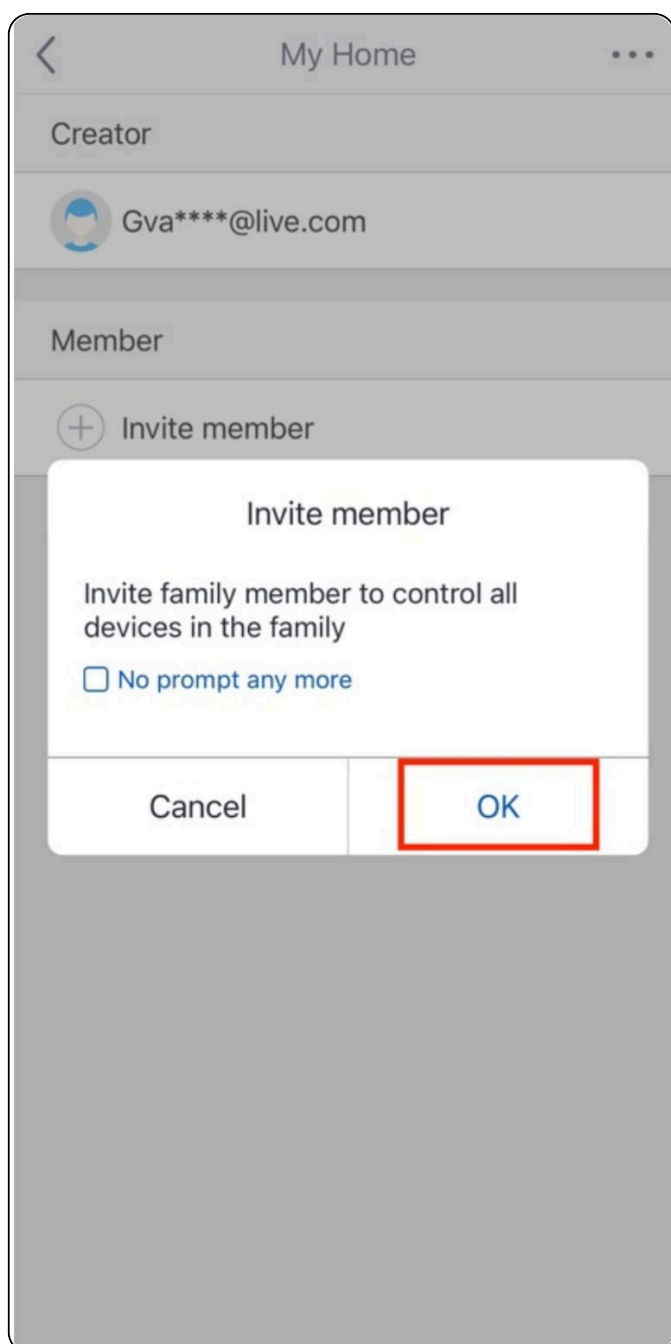 My Home
Creator
Gva****@live.com
Member
Invite member
Invite member
Invite family member to control all
devices in the family
No prompt any more
Cancel
OK